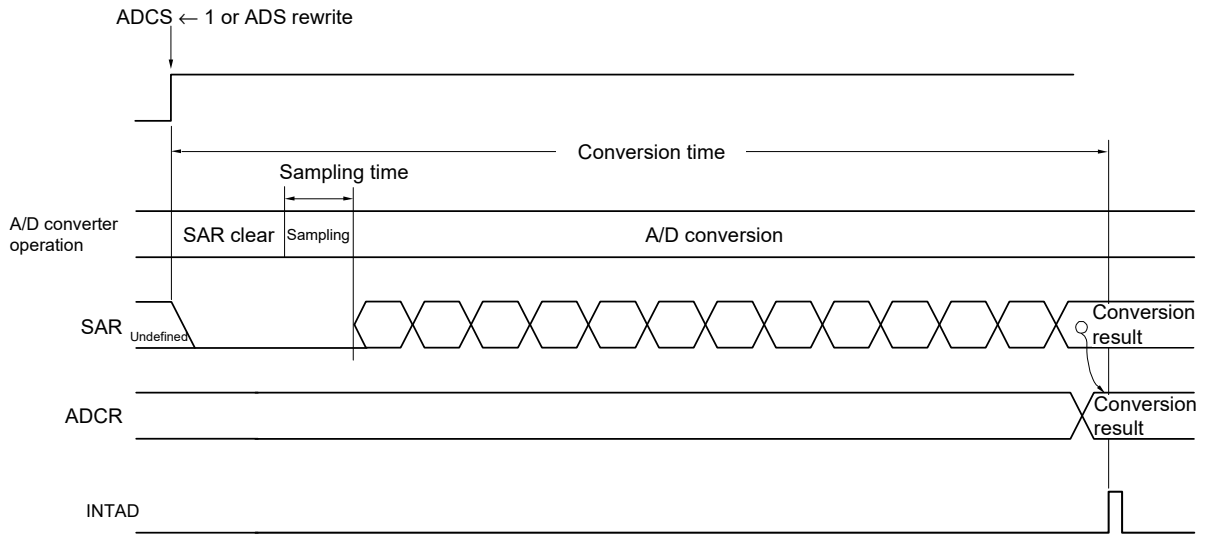 ADCS ← 1 or ADS rewrite
Conversion time
Sampling time
A/D converter
operation
SAR clear
Sampling
A/D conversion
SAR
Undefined
Conversion
result
ADCR
Conversion
result
INTAD